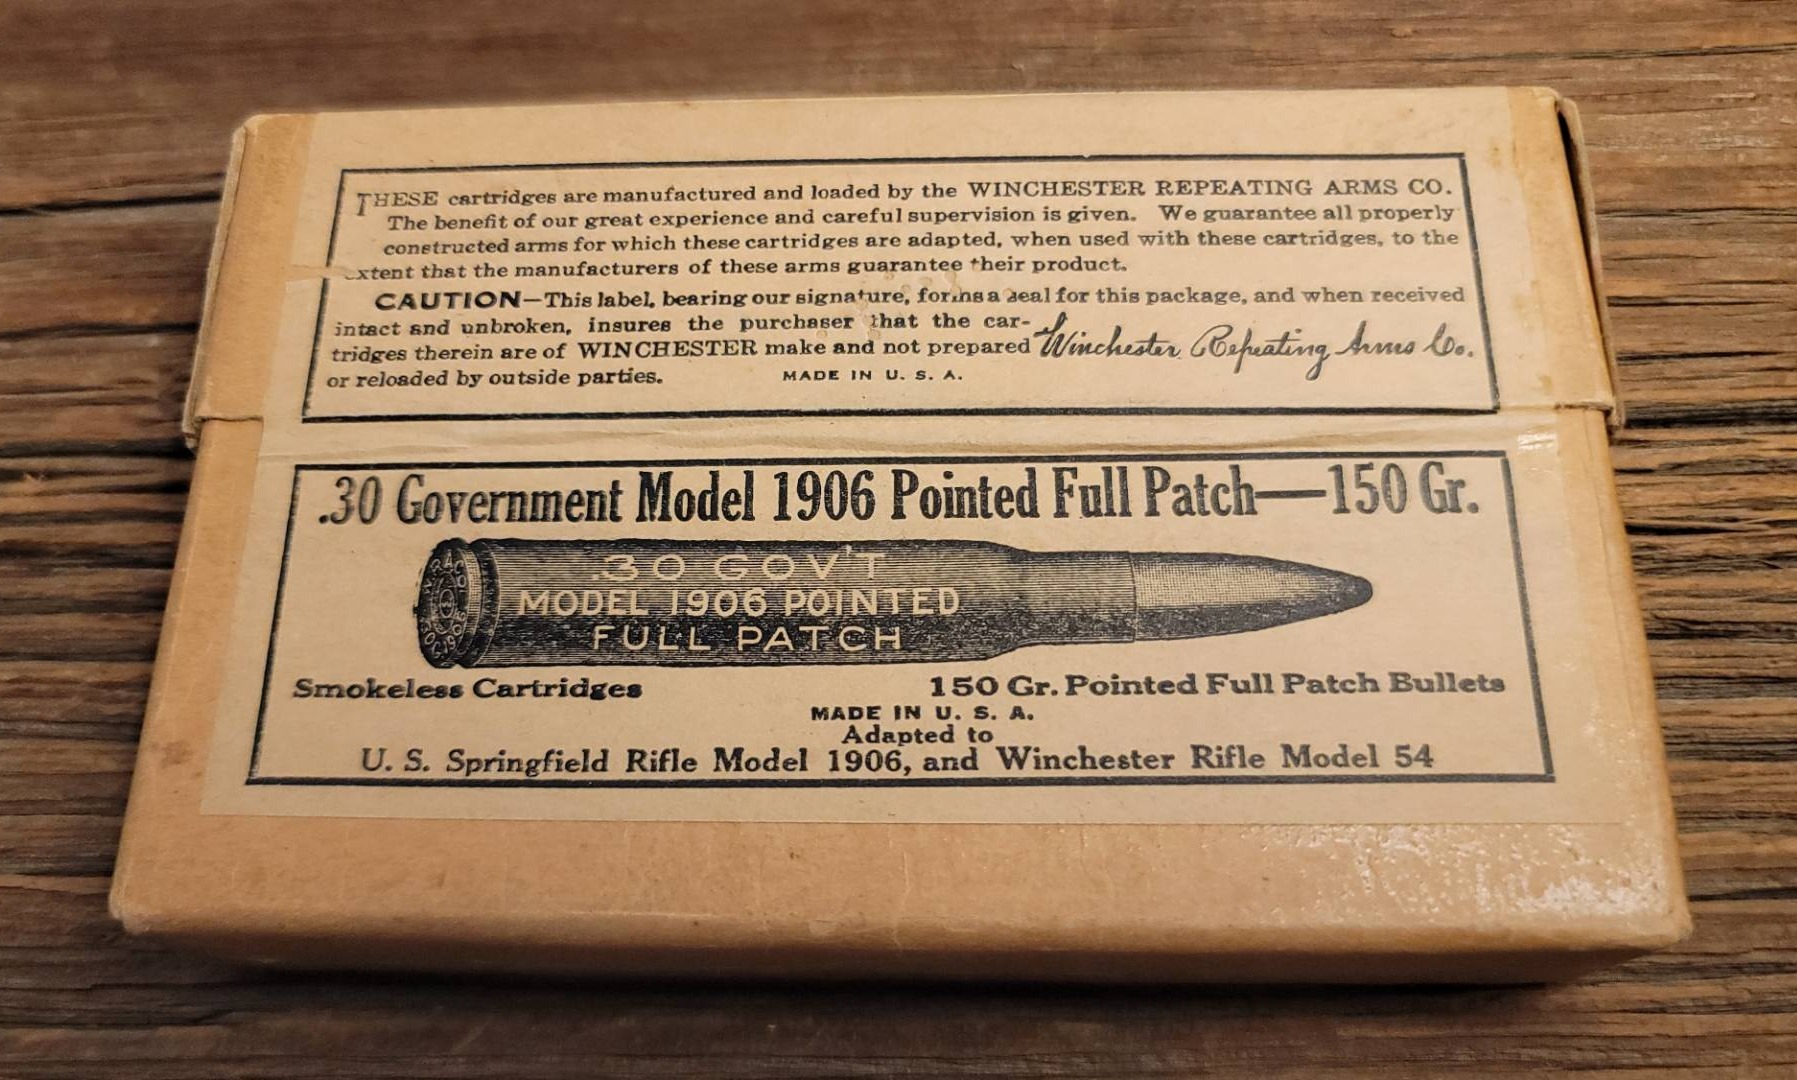 THESE cartridges are manufactured and loaded by the WINCHESTER REPEATING ARMS CO.
The benefit of our great experience and careful supervision is given. We guarantee all properly
constructed arms for which these cartridges are adapted, when used with these cartridges, to the
extent that the manufacturers of these arms guarantee their product.
CAUTION—This label, bearing our signature, forms a seal for this package, and when received
intact and unbroken, insures the purchaser that the car-
tridges therein are of WINCHESTER make and not prepared Winchester Repeating Arms Co.
or reloaded by outside parties. MADE IN U. S. A.
.30 Government Model 1906 Pointed Full Patch—150 Gr.
.30 GOV'T
MODEL 1906 POINTED
FULL PATCH
Smokeless Cartridges 150 Gr. Pointed Full Patch Bullets
MADE IN U. S. A.
Adapted to
U. S. Springfield Rifle Model 1906, and Winchester Rifle Model 54